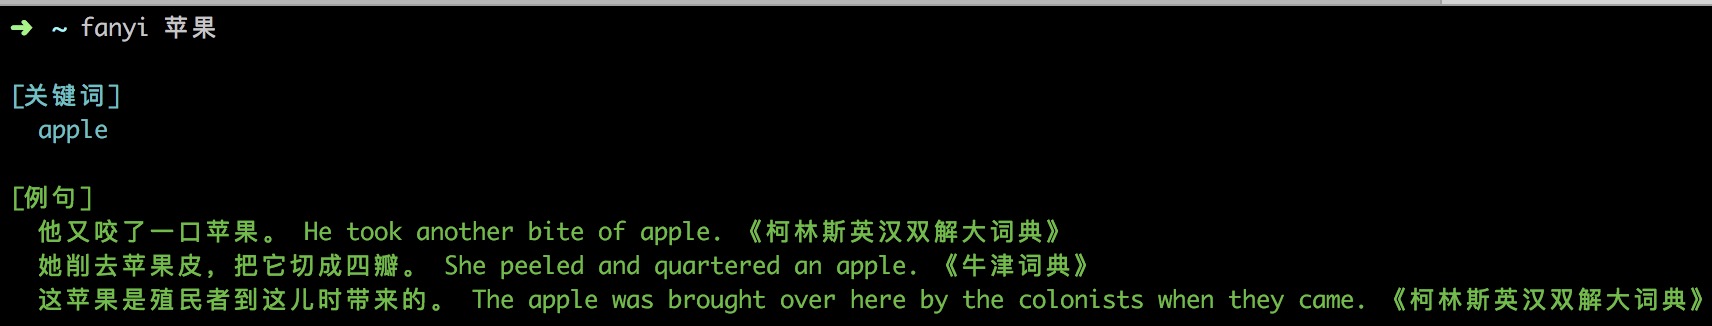 ➜ ~ fanyi 苹果
[关键词]
apple
[例句]
他又咬了一口苹果。 He took another bite of apple. 《柯林斯英汉双解大词典》
她削去苹果皮，把它切成四瓣。 She peeled and quartered an apple. 《牛津词典》
这苹果是殖民者到这儿时带来的。 The apple was brought over here by the colonists when they came. 《柯林斯英汉双解大词典》